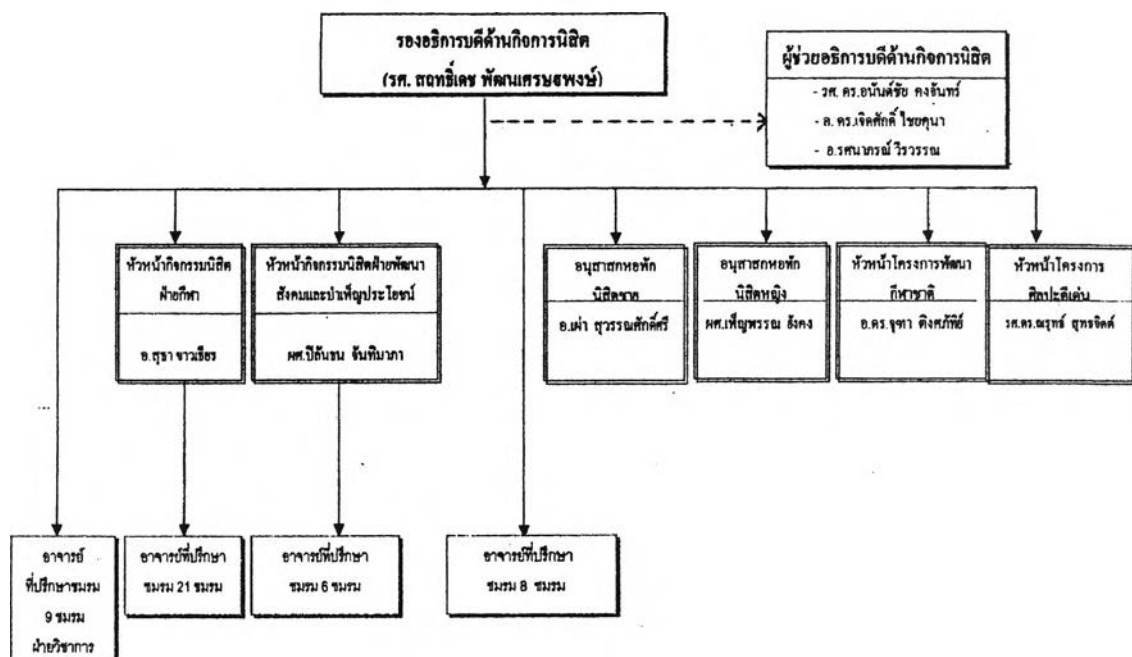 รองอธิการบดีด้านกิจการนิสิต
(รศ. สฤทธิ์เดช พัฒนเศรษฐพงษ์)
ผู้ช่วยอธิการบดีด้านกิจการนิสิต
- รศ. ดร.อนันต์ชัย คงจันทร์
- อ. ดร.เจิดศักดิ์ ไชยคุนา
- อ.รศนาภรณ์ วีรวรรณ
หัวหน้ากิจกรรมนิสิต
ฝ่ายกีฬา
อ.สุธา ขาวเธียร
หัวหน้ากิจกรรมนิสิตฝ่ายพัฒนา
สังคมและบำเพ็ญประโยชน์
ผศ.ปิลันธน จันทิมาภา
อนุสาสกหอพัก
นิสิตชาย
อ.เผ่า สุวรรณศักดิ์ศรี
อนุสาสกหอพัก
นิสิตหญิง
ผศ.เพ็ญพรรณ ยังคง
หัวหน้าโครงการพัฒนา
กีฬาชาติ
อ.ดร.จุฑา ติงศภัทิย์
หัวหน้าโครงการ
ศิลปะดีเด่น
รศ.ดร.ณรุทธ์ สุทธจิตต์
อาจารย์
ที่ปรึกษาชมรม
9 ชมรม
ฝ่ายวิชาการ
อาจารย์ที่ปรึกษา
ชมรม 21 ชมรม
อาจารย์ที่ปรึกษา
ชมรม 6 ชมรม
อาจารย์ที่ปรึกษา
ชมรม 8 ชมรม